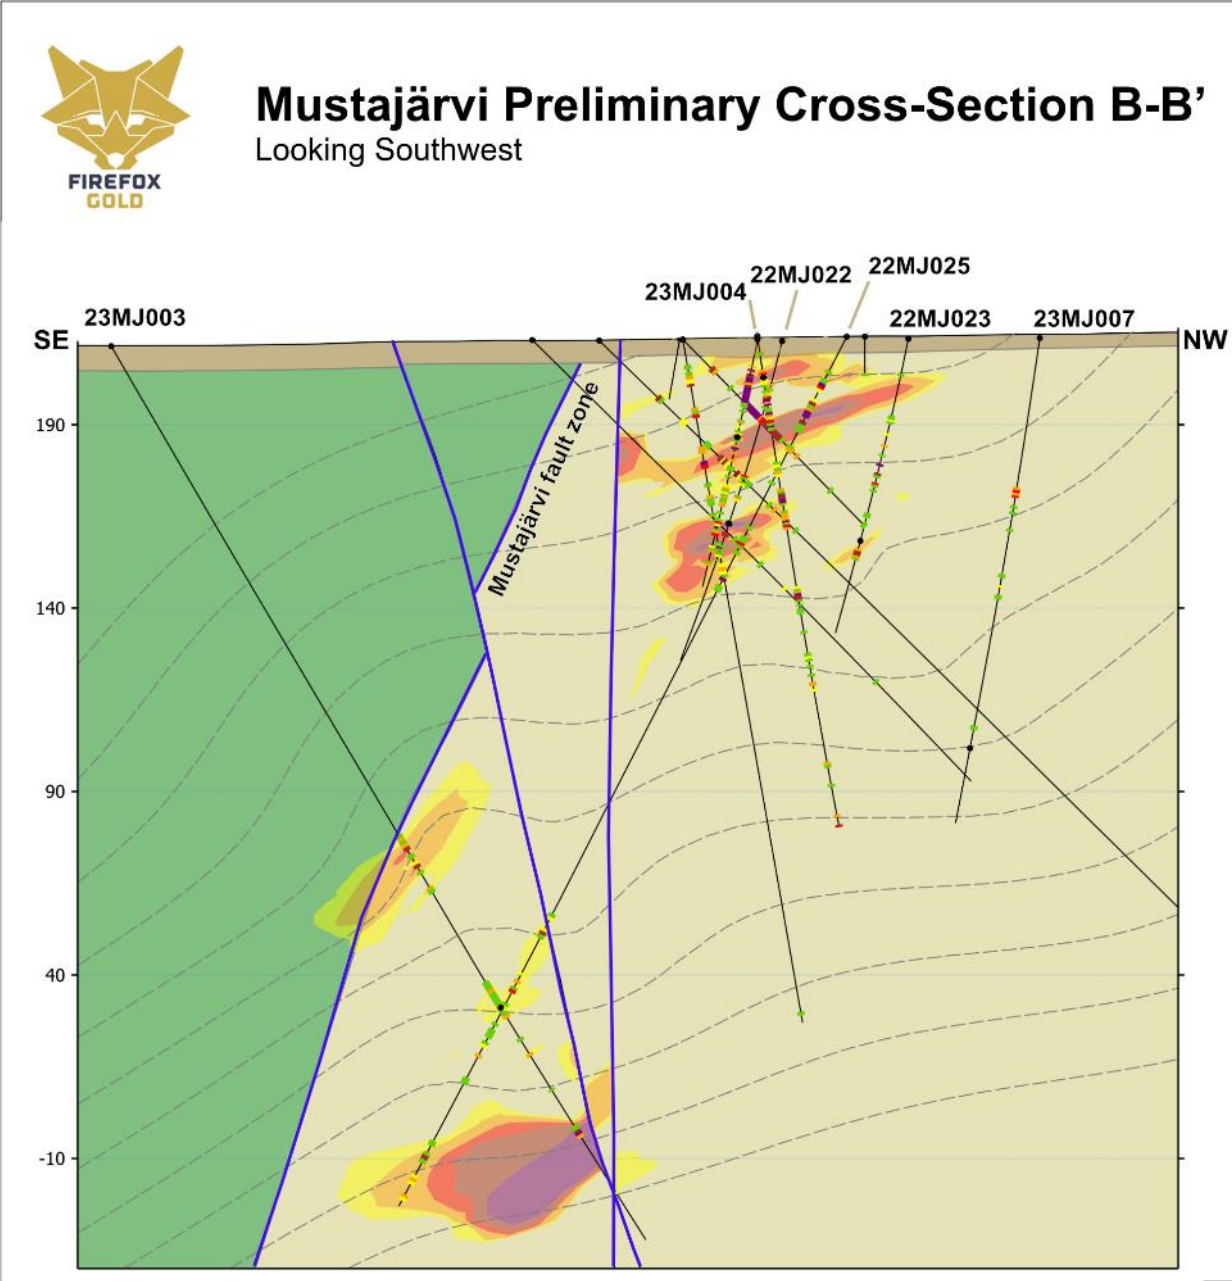 Mustajärvi Preliminary Cross-Section B-B’
Looking Southwest
FIREFOX
GOLD
22MJ025
22MJ022
23MJ004
23MJ003
22MJ023
23MJ007
SE
NW
190
Mustajärvi fault zone
140
90
40
-10